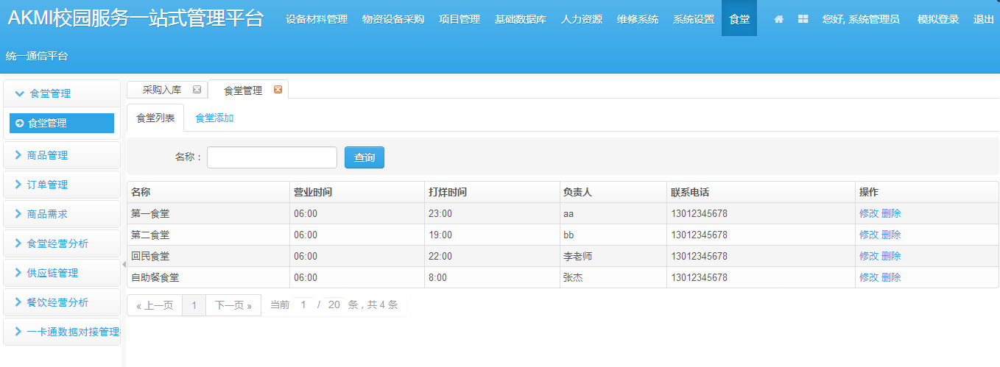 AKMI校园服务一站式管理平台 设备材料管理 物资设备采购 项目管理 基础数据库 人力资源 维修系统 系统设置 食堂 您好, 系统管理员 模拟登录 退出
统一通信平台
食堂管理
食堂管理
商品管理
订单管理
商品需求
食堂经营分析
供应链管理
餐饮经营分析
一卡通数据对接管理
采购入库 食堂管理
食堂列表 食堂添加
名称： 查询
名称 营业时间 打烊时间 负责人 联系电话 操作
第一食堂 06:00 23:00 aa 13012345678 修改 删除
第二食堂 06:00 19:00 bb 13012345678 修改 删除
回民食堂 06:00 22:00 李老师 13012345678 修改 删除
自助餐食堂 06:00 8:00 张杰 13012345678 修改 删除
« 上一页 1 下一页 » 当前 1 / 20 条，共 4 条